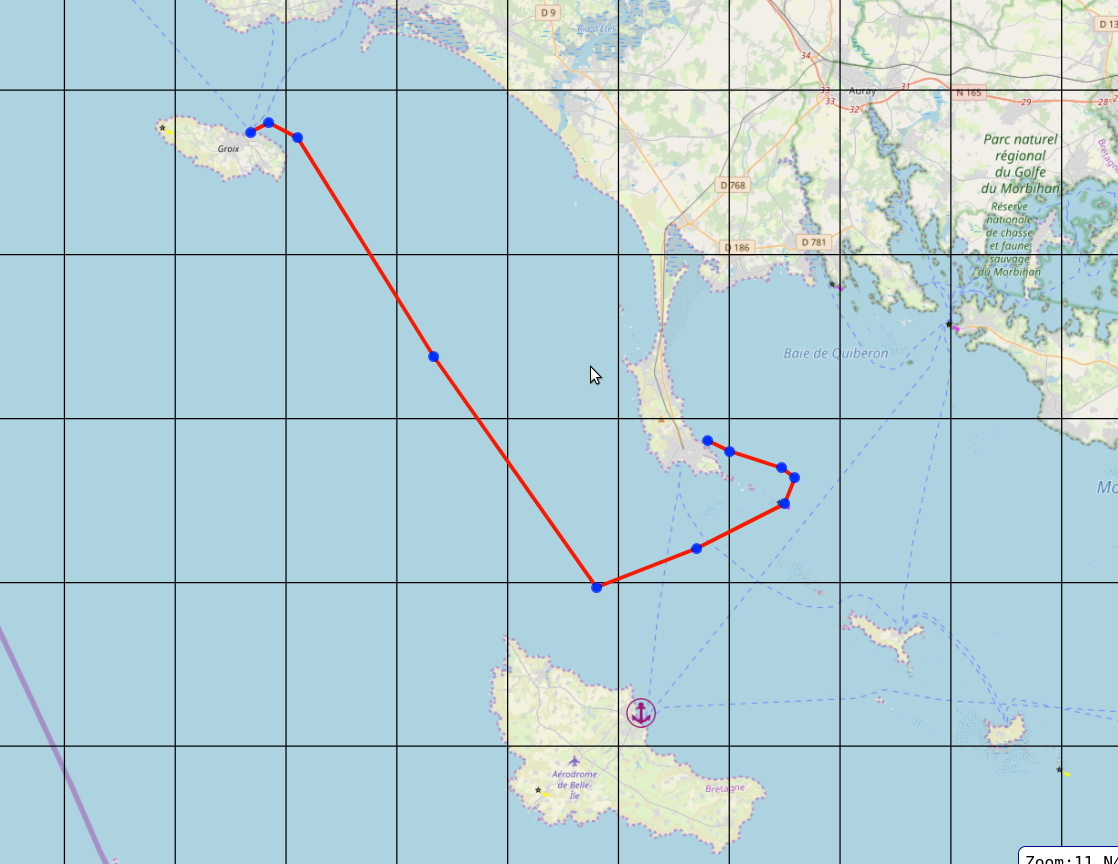 D 9
Ria d'Etel
D 13
34
Auray
31
N 165
33
33
32
29
28
Groix
Parc naturel
régional
du Golfe
du Morbihan
Bretagne
D 768
Réserve
nationale
de chasse
et faune
sauvage
du Morbihan
D 186
D 781
Baie de Quiberon
Mo
Aérodrome
de Belle-
Île
Bretagne
Zoom:11